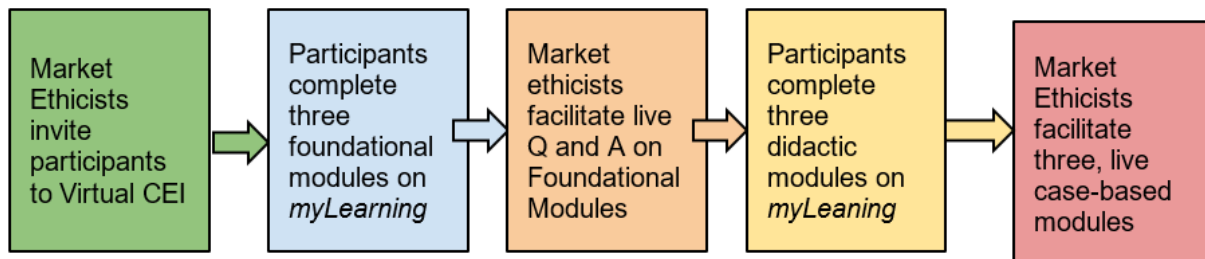 Market
Ethicists
invite
participants
to Virtual CEI
Participants
complete
three
foundational
modules on
myLearning
Market
ethicists
facilitate live
Q and A on
Foundational
Modules
Participants
complete
three
didactic
modules on
myLeaning
Market
Ethicists
facilitate
three, live
case-based
modules